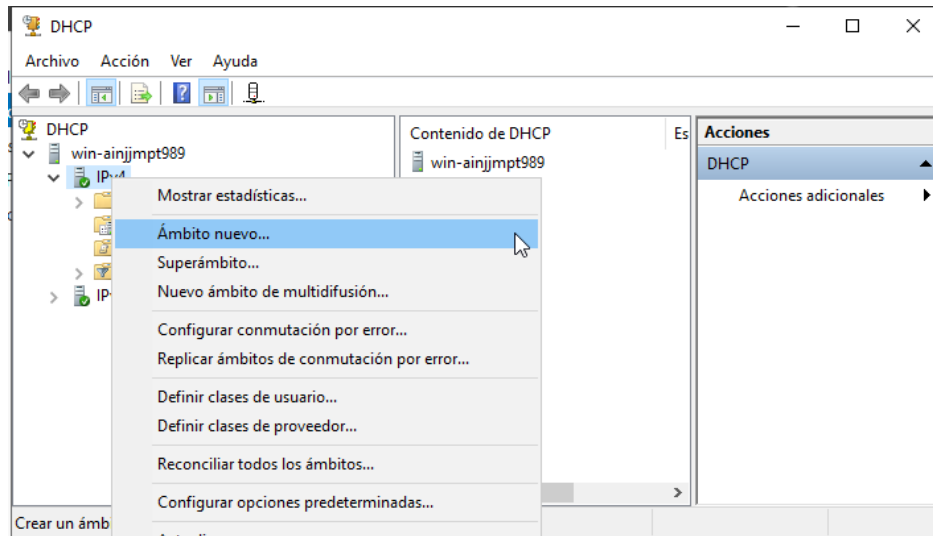 DHCP
Archivo Acción Ver Ayuda
DHCP
win-ainjjmpt989
IPv4
Mostrar estadísticas...
Ámbito nuevo...
Superámbito...
Nuevo ámbito de multidifusión...
Configurar conmutación por error...
Replicar ámbitos de conmutación por error...
Definir clases de usuario...
Definir clases de proveedor...
Reconciliar todos los ámbitos...
Configurar opciones predeterminadas...
IP
Crear un ámb
Contenido de DHCP Es
win-ainjjmpt989
Acciones
DHCP
Acciones adicionales